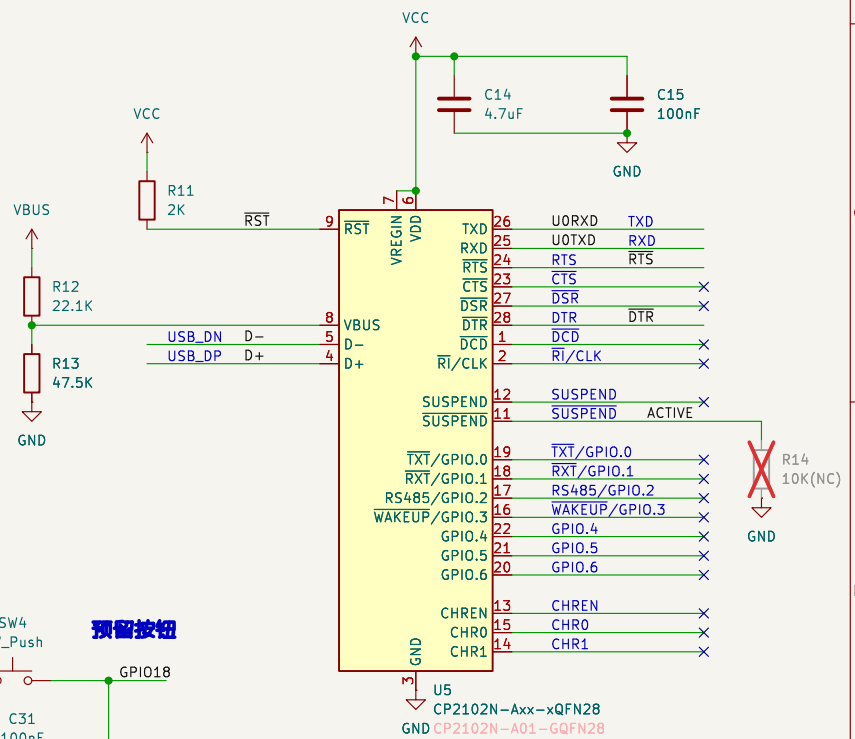 VCC
C14
4.7uF
C15
100nF
GND
VCC
R11
2K
VBUS
R12
22.1K
R13
47.5K
GND
RST
9
RST
8
VBUS
USB_DN D-
5
D-
USB_DP D+
4
D+
7
6
VREGIN
VDD
TXD 26 U0RXD TXD
RXD 25 U0TXD RXD
RTS 24 RTS RTS
CTS 23 CTS
DSR 27 DSR
DTR 28 DTR DTR
DCD 1 DCD
RI/CLK 2 RI/CLK
SUSPEND 12 SUSPEND
SUSPEND 11 SUSPEND ACTIVE
TXT/GPIO.0 19 TXT/GPIO.0
RXT/GPIO.1 18 RXT/GPIO.1
RS485/GPIO.2 17 RS485/GPIO.2
WAKEUP/GPIO.3 16 WAKEUP/GPIO.3
GPIO.4 22 GPIO.4
GPIO.5 21 GPIO.5
GPIO.6 20 GPIO.6
CHREN 13 CHREN
CHR0 15 CHR0
CHR1 14 CHR1
R14
10K(NC)
GND
GND
3
U5
CP2102N-Axx-xQFN28
GND CP2102N-A01-GQFN28
预留按钮
SW4
_Push
GPIO18
C31
100nF